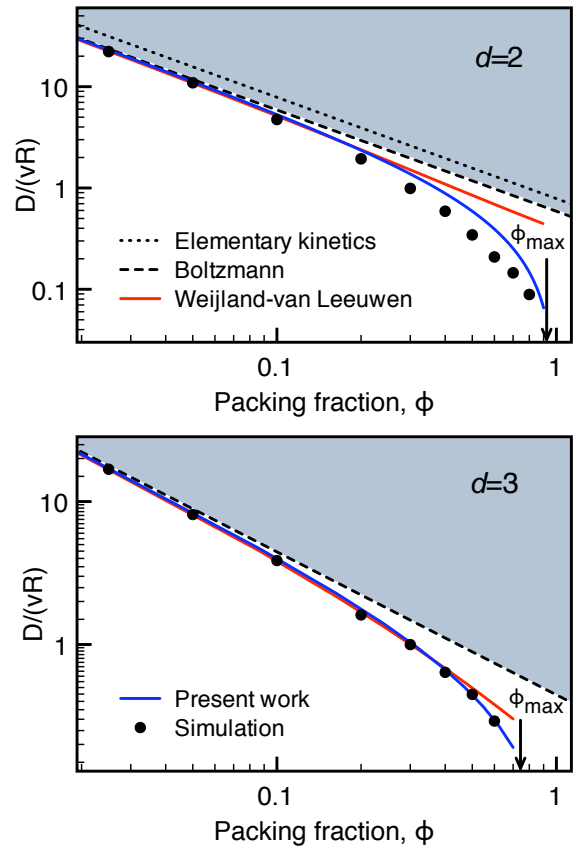 d=2
10
1
0.1
D/(vR)
Elementary kinetics
Boltzmann
Weijland-van Leeuwen
ϕmax
0.1
1
Packing fraction, ϕ
d=3
10
1
D/(vR)
Present work
Simulation
ϕmax
0.1
1
Packing fraction, ϕ